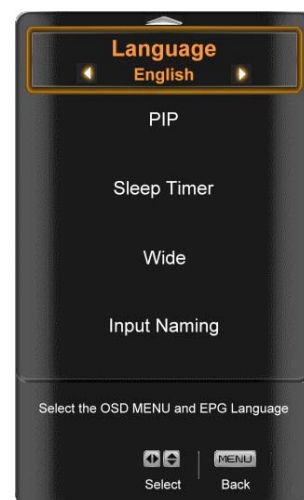 Language
English
PIP
Sleep Timer
Wide
Input Naming
Select the OSD MENU and EPG Language
MENU
Select
Back